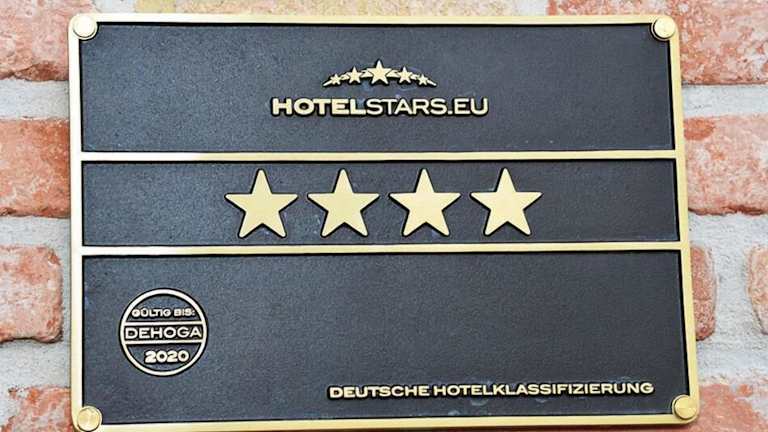 HOTELSTARS.EU
GÜLTIG BIS:
DEHOGA
2020
DEUTSCHE HOTELKLASSIFIZIERUNG